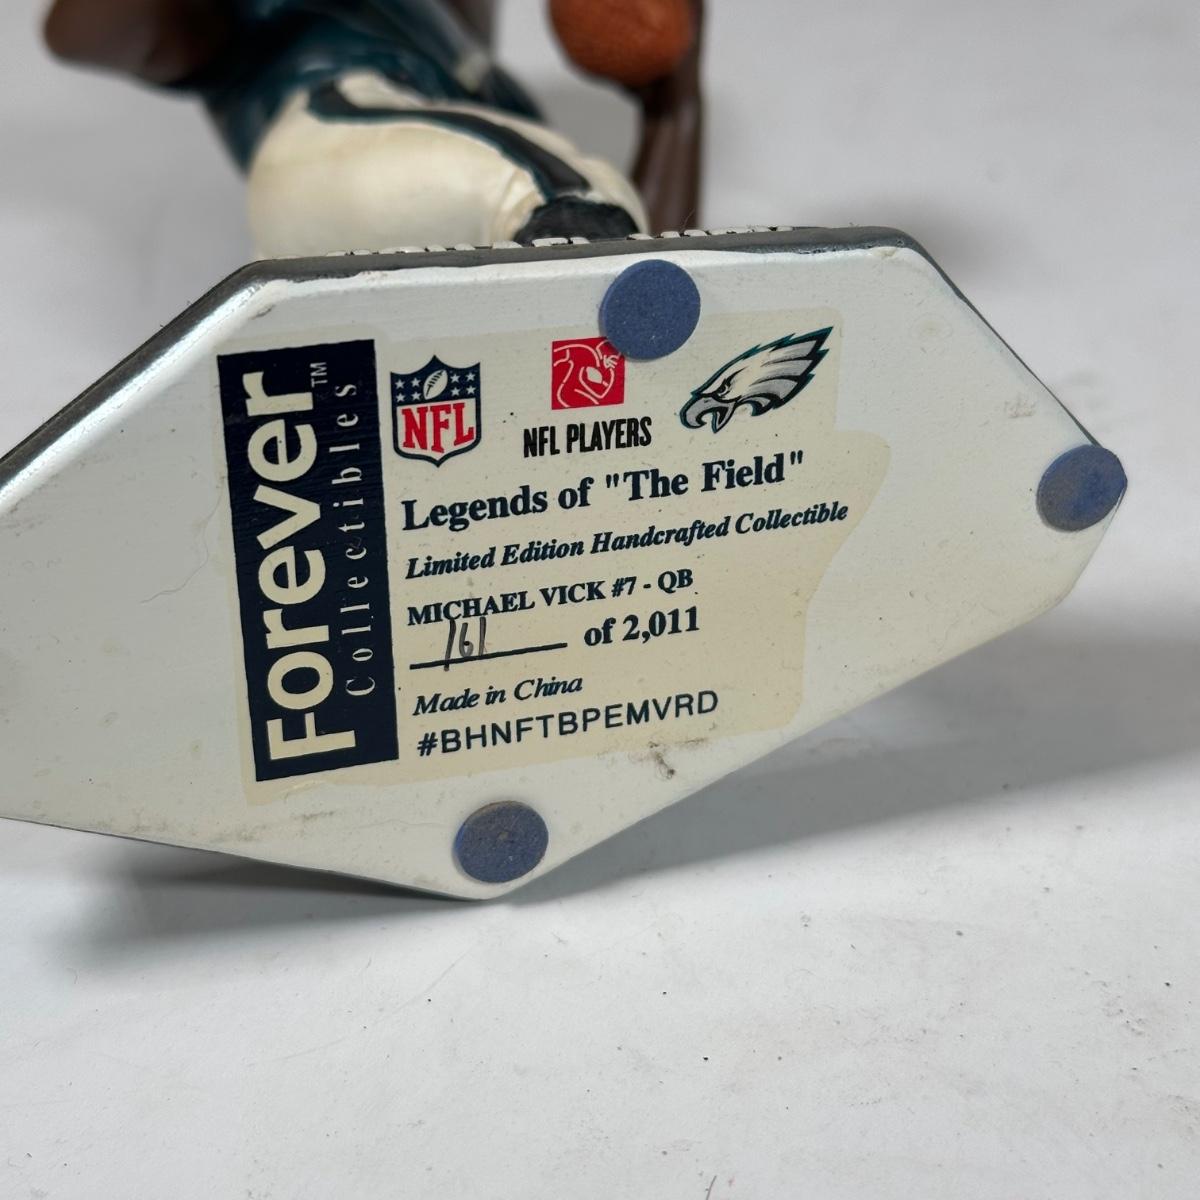 Forever™
Collectibles
NFL
NFL PLAYERS
Legends of "The Field"
Limited Edition Handcrafted Collectible
MICHAEL VICK #7 - QB
161 of 2,011
Made in China
#BHNFTBPEMVRD